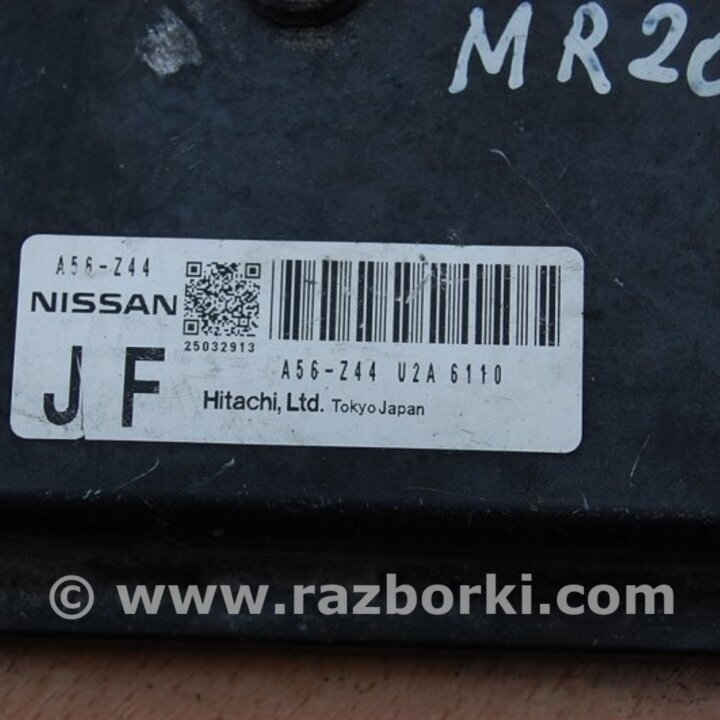 MR20
A56-Z44
NISSAN
25032913
JF
A56-Z44 U2A 6110
Hitachi, Ltd. Tokyo Japan
© www.razborki.com